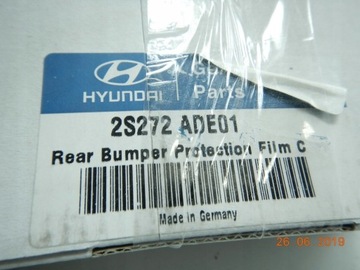 HYUNDAI
Parts
2S272 ADE01
Rear Bumper Protection Film C
Made in Germany
26 06 2019